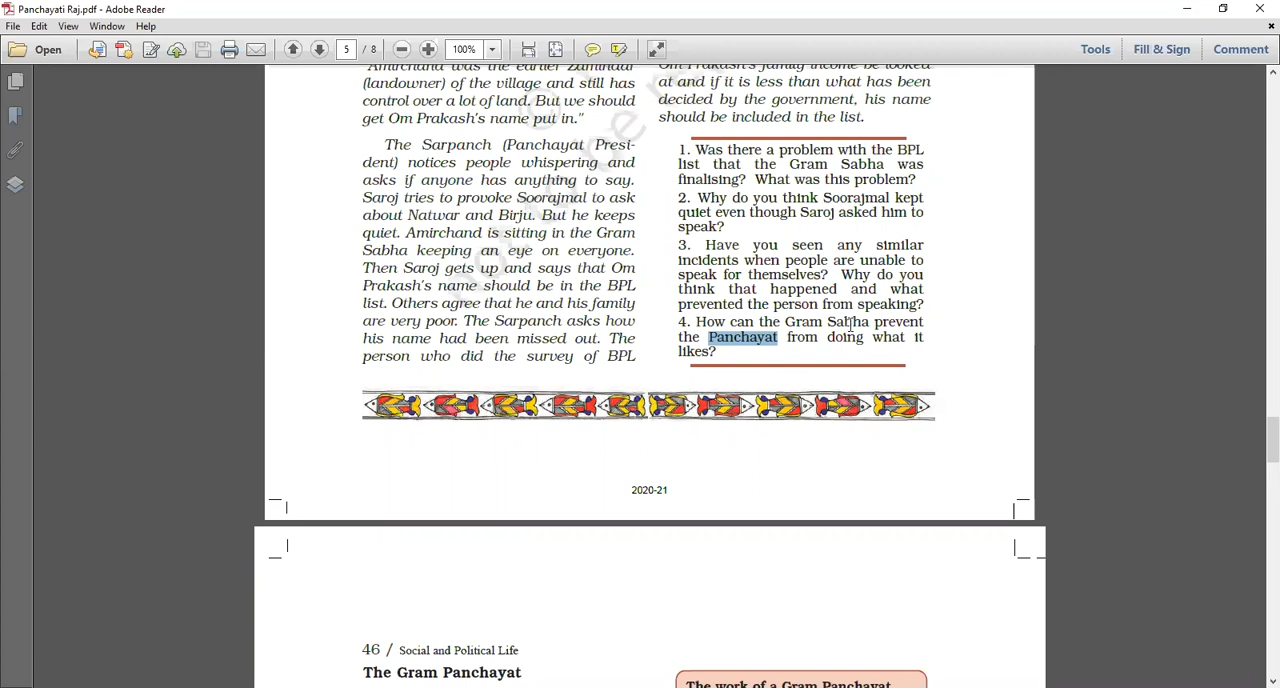 Panchayati Raj.pdf - Adobe Reader
File Edit View Window Help
Open 5 / 8 100% Tools Fill & Sign Comment
"Amirchand was the earlier Zamindar
(landowner) of the village and still has
control over a lot of land. But we should
get Om Prakash's name put in."
The Sarpanch (Panchayat Presi-
dent) notices people whispering and
asks if anyone has anything to say.
Saroj tries to provoke Soorajmal to ask
about Natwar and Birju. But he keeps
quiet. Amirchand is sitting in the Gram
Sabha keeping an eye on everyone.
Then Saroj gets up and says that Om
Prakash's name should be in the BPL
list. Others agree that he and his family
are very poor. The Sarpanch asks how
his name had been missed out. The
person who did the survey of BPL
Om Prakash's family income be looked
at and if it is less than what has been
decided by the government, his name
should be included in the list.
1. Was there a problem with the BPL
list that the Gram Sabha was
finalising? What was this problem?
2. Why do you think Soorajmal kept
quiet even though Saroj asked him to
speak?
3. Have you seen any similar
incidents when people are unable to
speak for themselves? Why do you
think that happened and what
prevented the person from speaking?
4. How can the Gram Sabha prevent
the Panchayat from doing what it
likes?
not to be re
©
2020-21
46 / Social and Political Life
The Gram Panchayat
The work of a Gram Panchayat